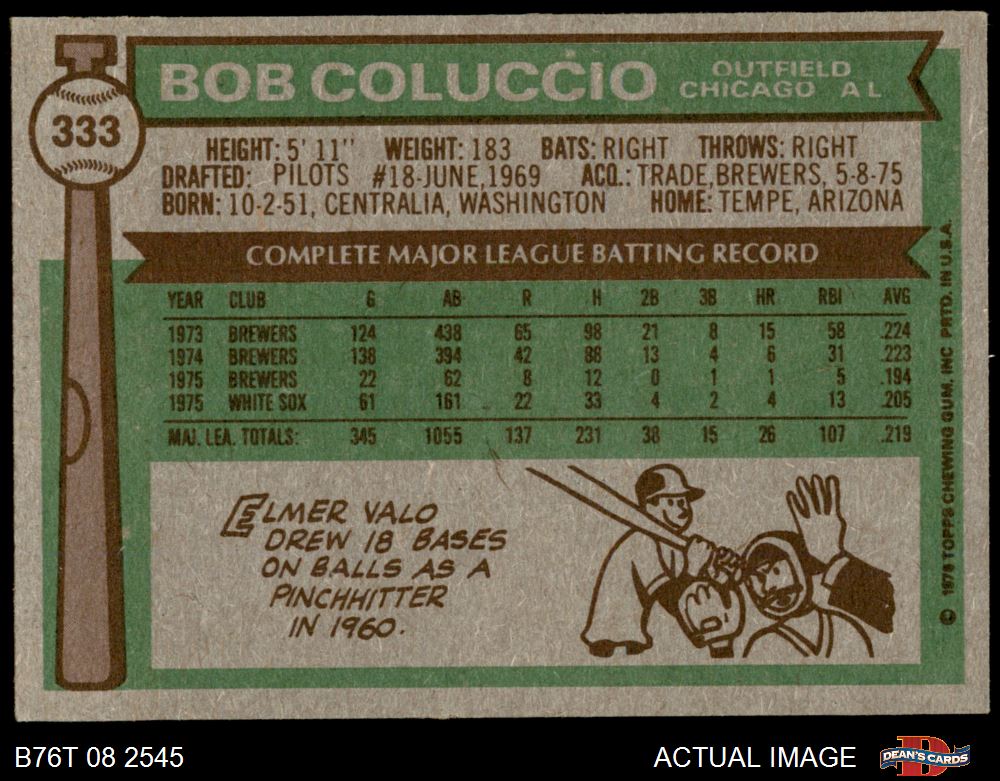 333
BOB COLUCCIO
OUTFIELD
CHICAGO A L
HEIGHT: 5' 11" WEIGHT: 183 BATS: RIGHT THROWS: RIGHT
DRAFTED: PILOTS #18-JUNE,1969 ACQ.: TRADE,BREWERS, 5-8-75
BORN: 10-2-51, CENTRALIA, WASHINGTON HOME: TEMPE, ARIZONA
COMPLETE MAJOR LEAGUE BATTING RECORD
YEAR CLUB G AB R H 2B 3B HR RBI AVG
1973 BREWERS 124 438 65 98 21 8 15 58 .224
1974 BREWERS 138 394 42 88 13 4 6 31 .223
1975 BREWERS 22 62 8 12 0 1 1 5 .194
1975 WHITE SOX 61 161 22 33 4 2 4 13 .205
MAJ. LEA. TOTALS: 345 1055 137 231 38 15 26 107 .219
ELMER VALO
DREW 18 BASES
ON BALLS AS A
PINCHHITTER
IN 1960.
© 1976 TOPPS CHEWING GUM, INC PRTD. IN U.S.A.
B76T 08 2545
ACTUAL IMAGE
DEAN'S CARDS